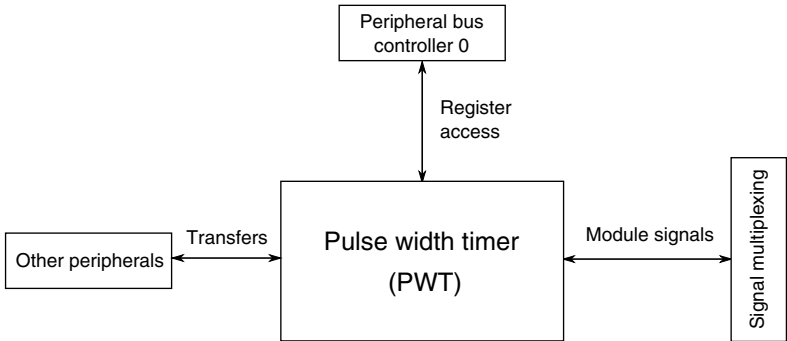 Peripheral bus
controller 0
Register
access
Signal multiplexing
Transfers
Module signals
Other peripherals
Pulse width timer
(PWT)